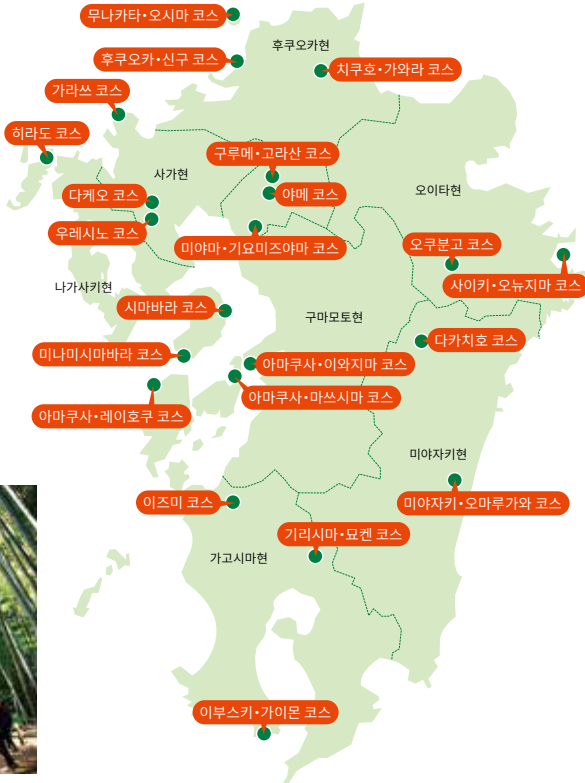 무나카타•오시마 코스
후쿠오카현
후쿠오카•신구 코스
치쿠호•가와라 코스
가라쓰 코스
히라도 코스
구루메•고라산 코스
사가현
오이타현
다케오 코스
야메 코스
우레시노 코스
미야마•기요미즈야마 코스
오쿠분고 코스
사이키•오뉴지마 코스
나가사키현
시마바라 코스
구마모토현
다카치호 코스
미나미시마바라 코스
아마쿠사•이와지마 코스
아마쿠사•마쓰시마 코스
아마쿠사•레이호쿠 코스
미야자키현
이즈미 코스
미야자키•오마루가와 코스
기리시마•묘켄 코스
가고시마현
이부스키•가이몬 코스